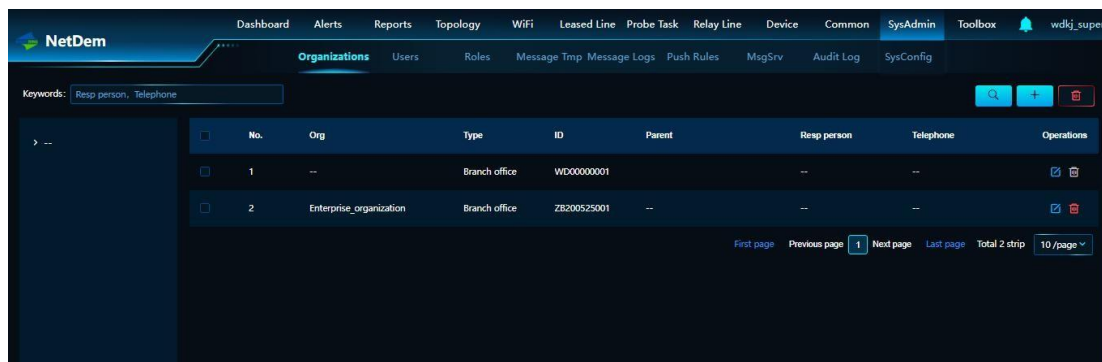 NetDem
Dashboard Alerts Reports Topology WiFi Leased Line Probe Task Relay Line Device Common SysAdmin Toolbox wdkj_super
Organizations Users Roles Message Tmp Message Logs Push Rules MsgSrv Audit Log SysConfig
Keywords: Resp person, Telephone
> --
No. Org Type ID Parent Resp person Telephone Operations
1 -- Branch office WD00000001 -- --
2 Enterprise_organization Branch office ZB200525001 -- -- --
First page Previous page 1 Next page Last page Total 2 strip 10 /page